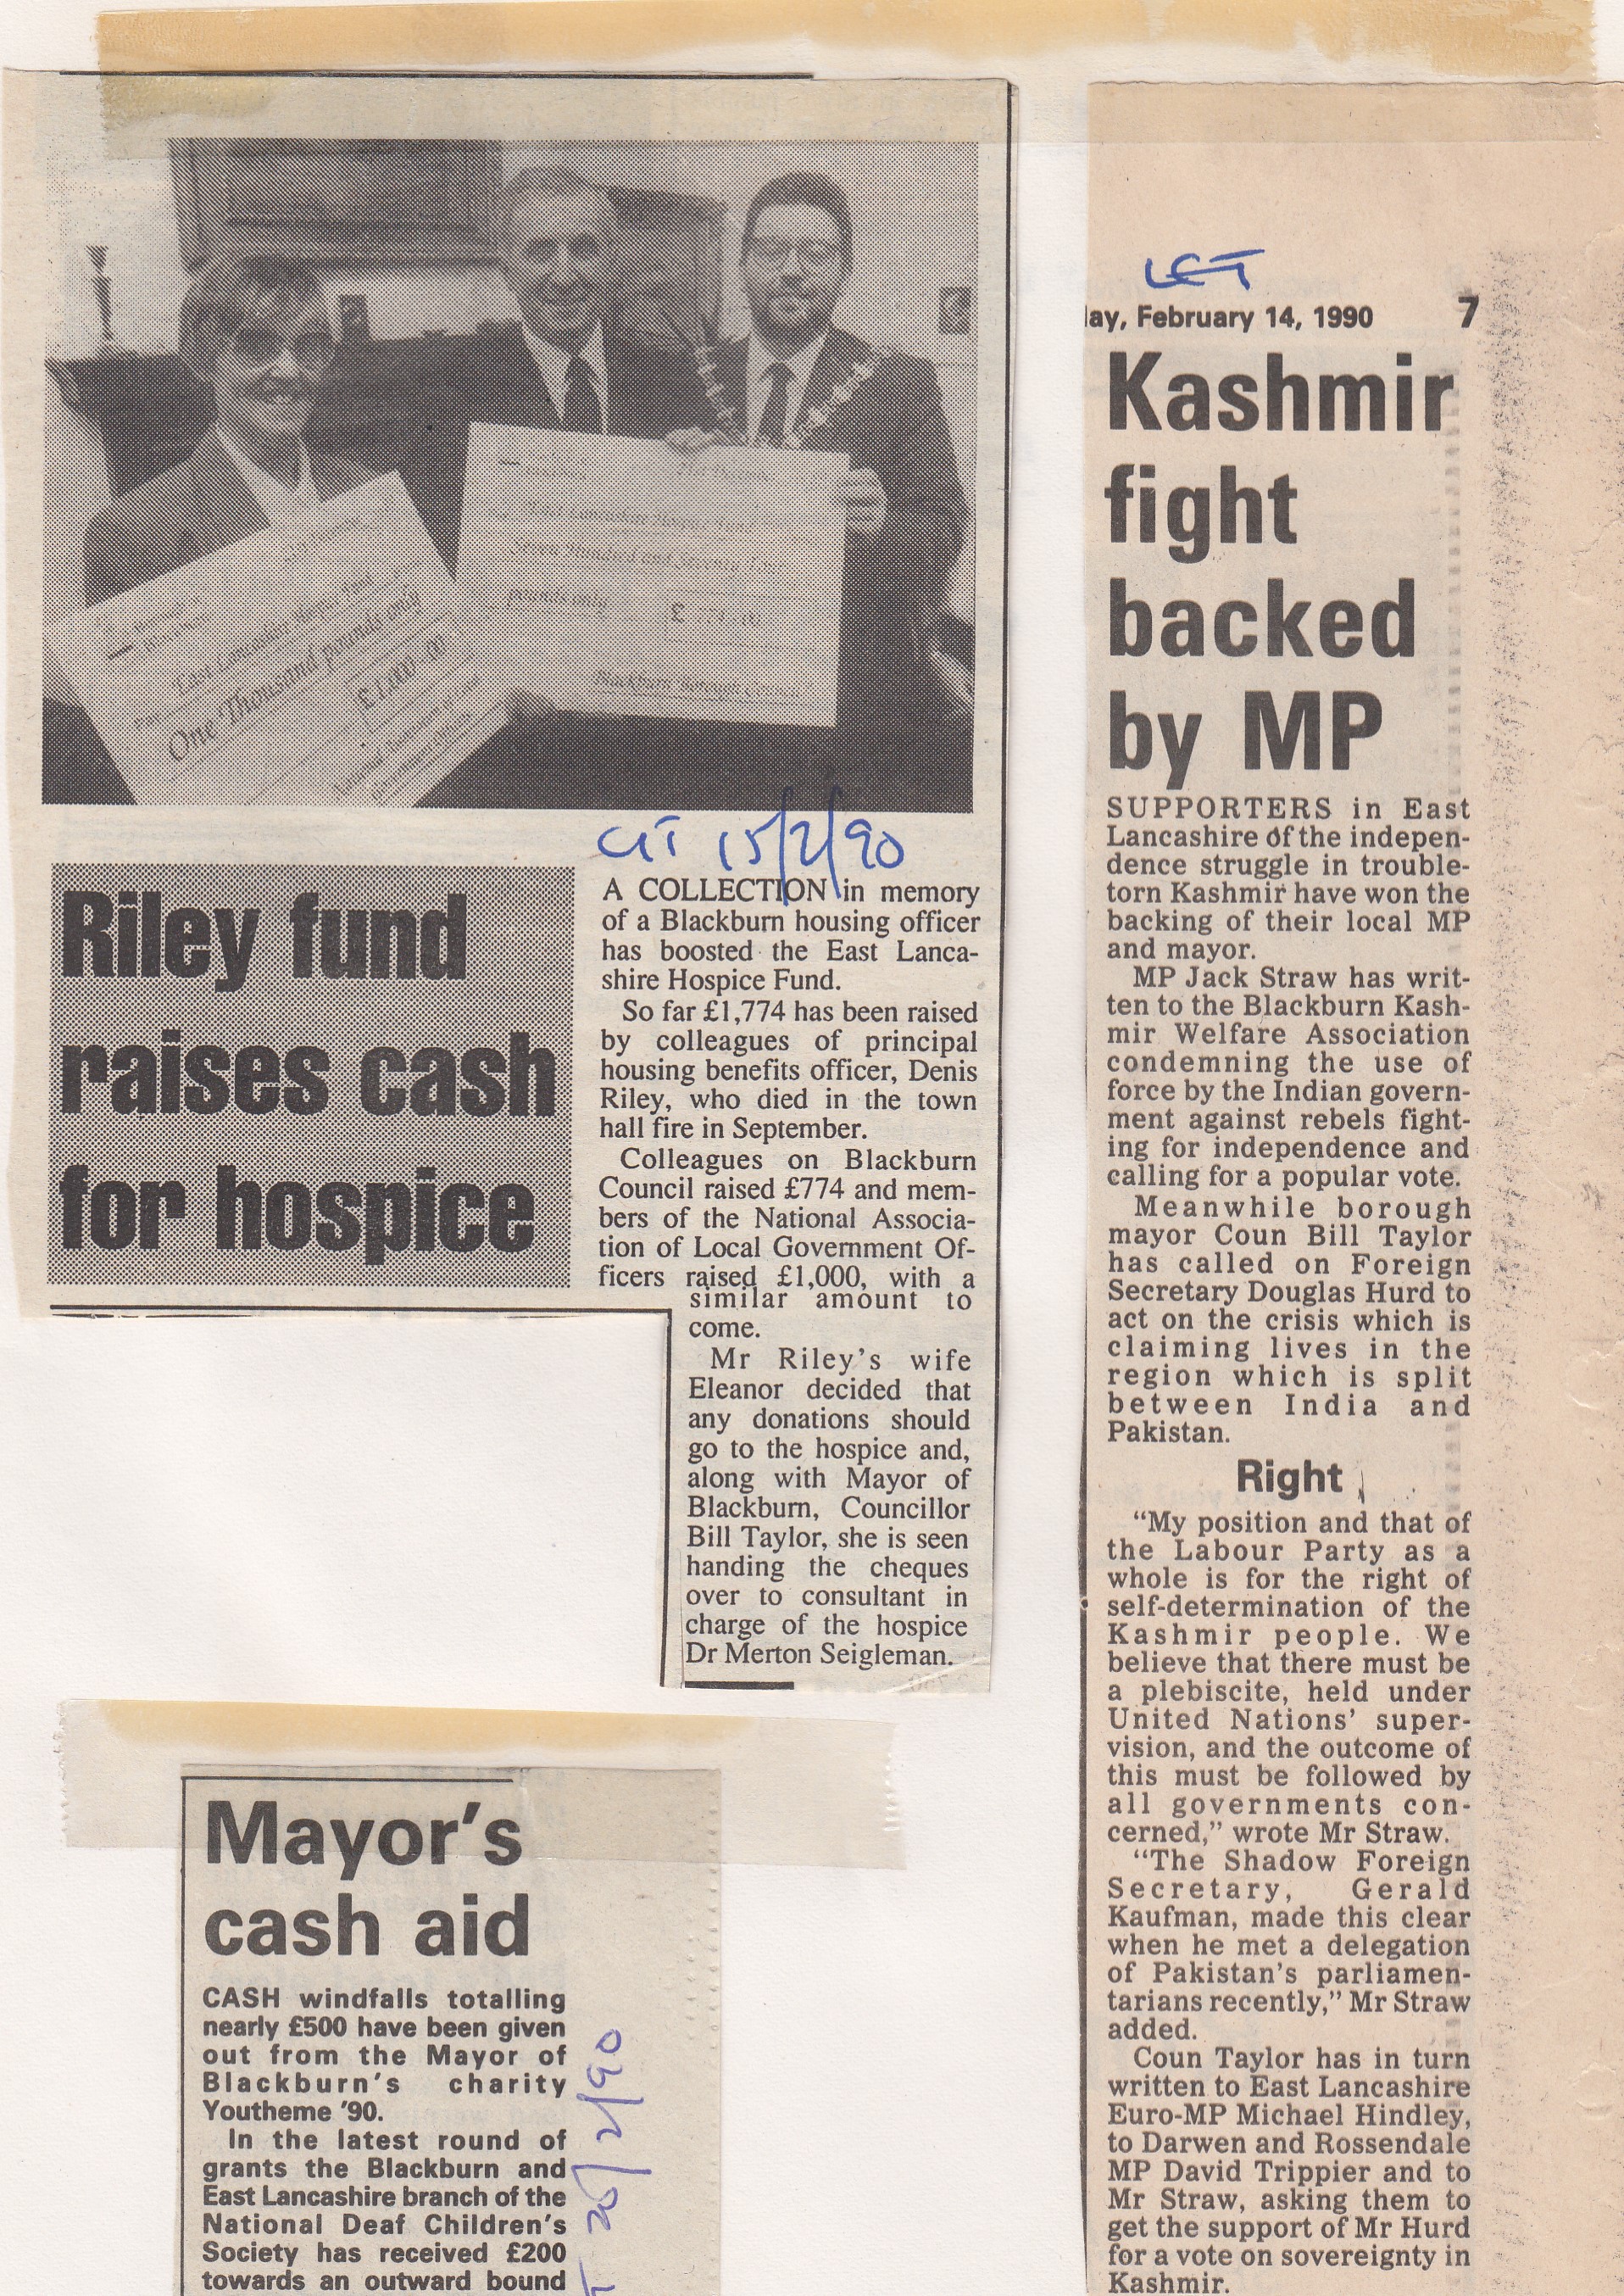 One Thousand pounds only
£1,000-00
pounds only £
Blackburn Borough
CIT 15/2/90
Riley fund
raises cash
for hospice
A COLLECTION in memory
of a Blackburn housing officer
has boosted the East Lanca-
shire Hospice Fund.
So far £1,774 has been raised
by colleagues of principal
housing benefits officer, Denis
Riley, who died in the town
hall fire in September.
Colleagues on Blackburn
Council raised £774 and mem-
bers of the National Associa-
tion of Local Government Of-
ficers raised £1,000, with a
similar amount to
come.
Mr Riley's wife
Eleanor decided that
any donations should
go to the hospice and,
along with Mayor of
Blackburn, Councillor
Bill Taylor, she is seen
handing the cheques
over to consultant in
charge of the hospice
Dr Merton Seigleman.
Mayor's
cash aid
CASH windfalls totalling
nearly £500 have been given
out from the Mayor of
Blackburn's charity
Youtheme '90.
In the latest round of
grants the Blackburn and
East Lancashire branch of the
National Deaf Children's
Society has received £200
towards an outward bound
2/90
LET
ay, February 14, 1990 7
Kashmir
fight
backed
by MP
SUPPORTERS in East
Lancashire of the indepen-
dence struggle in trouble-
torn Kashmir have won the
backing of their local MP
and mayor.
MP Jack Straw has writ-
ten to the Blackburn Kash-
mir Welfare Association
condemning the use of
force by the Indian govern-
ment against rebels fight-
ing for independence and
calling for a popular vote.
Meanwhile borough
mayor Coun Bill Taylor
has called on Foreign
Secretary Douglas Hurd to
act on the crisis which is
claiming lives in the
region which is split
between India and
Pakistan.
Right
“My position and that of
the Labour Party as a
whole is for the right of
self-determination of the
Kashmir people. We
believe that there must be
a plebiscite, held under
United Nations’ super-
vision, and the outcome of
this must be followed by
all governments con-
cerned,” wrote Mr Straw.
“The Shadow Foreign
Secretary, Gerald
Kaufman, made this clear
when he met a delegation
of Pakistan’s parliamen-
tarians recently,” Mr Straw
added.
Coun Taylor has in turn
written to East Lancashire
Euro-MP Michael Hindley,
to Darwen and Rossendale
MP David Trippier and to
Mr Straw, asking them to
get the support of Mr Hurd
for a vote on sovereignty in
Kashmir.